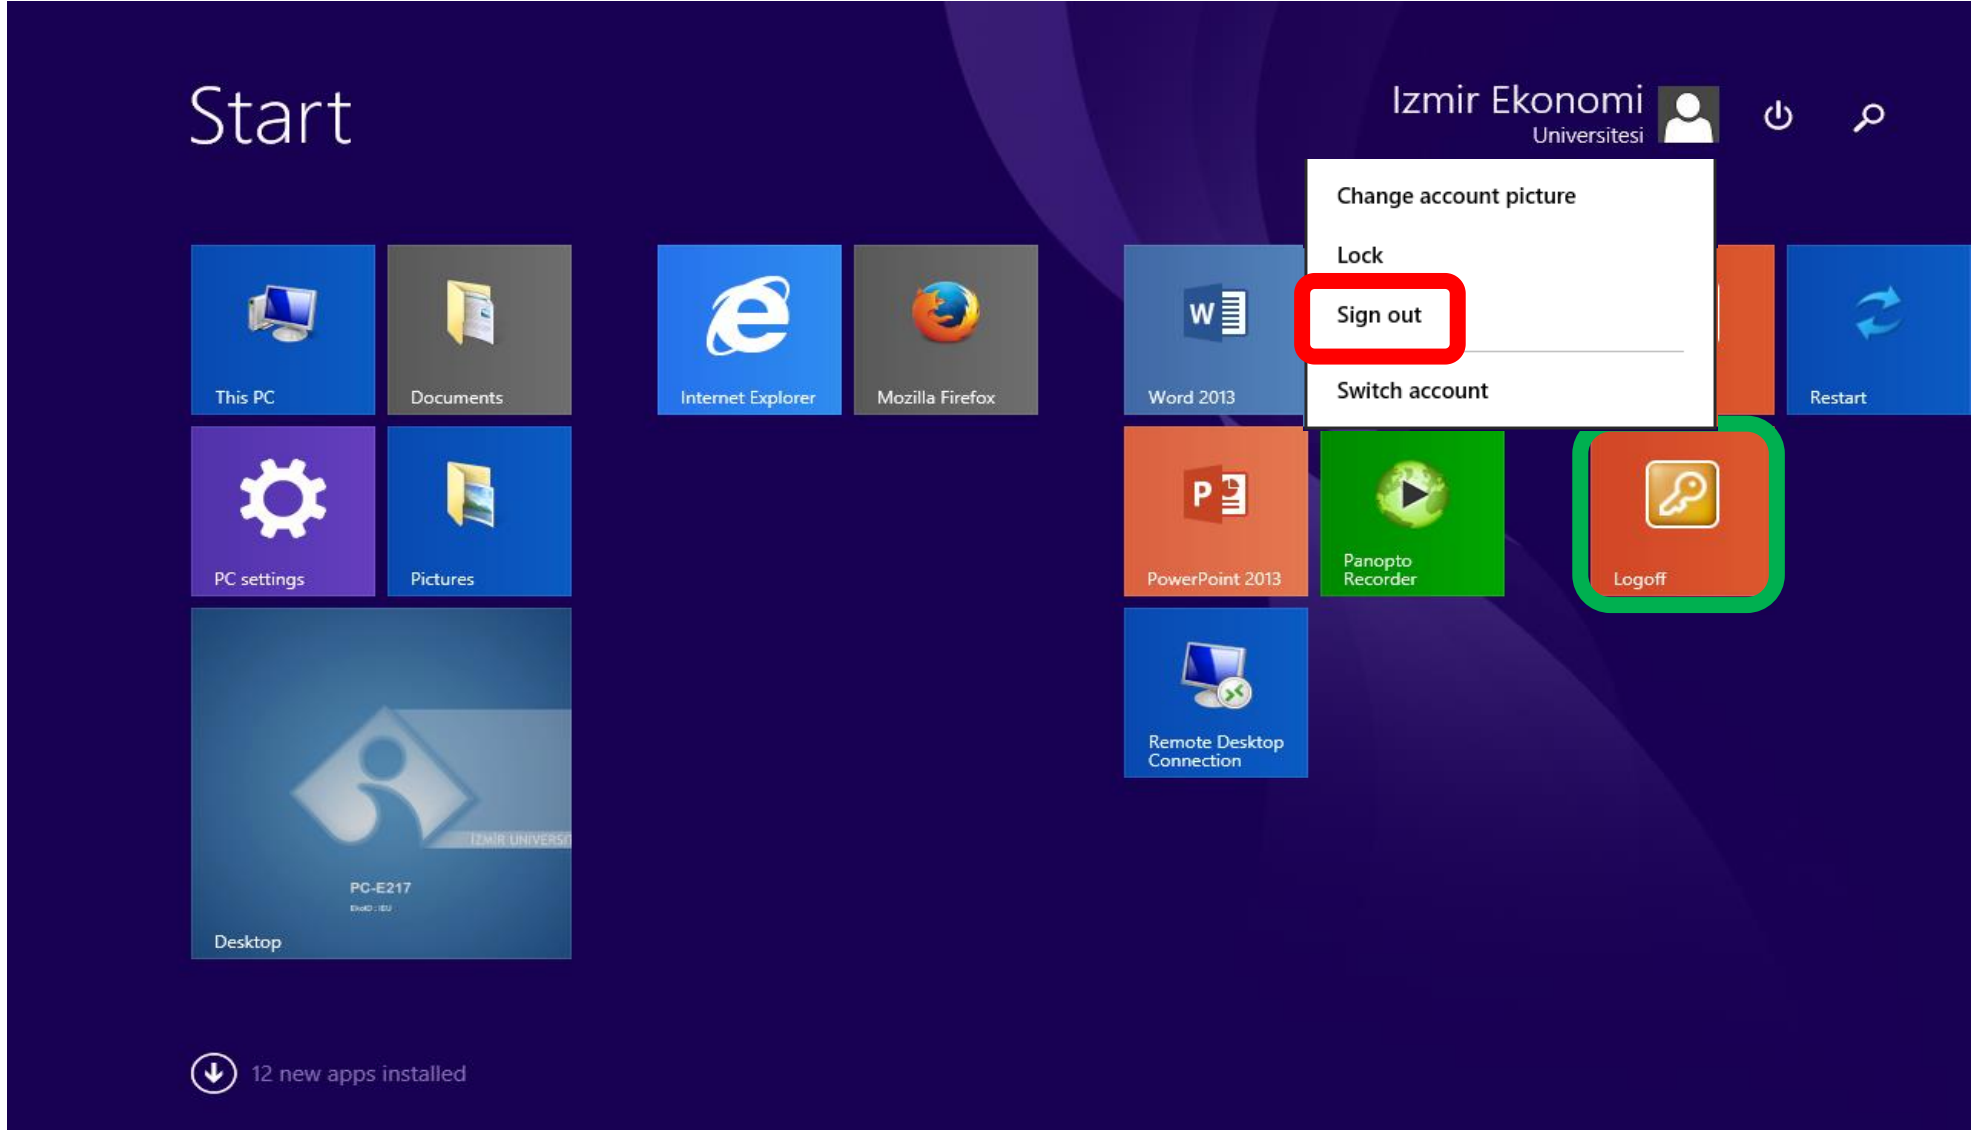 Start
Izmir Ekonomi
Universitesi
Change account picture
Lock
Sign out
Switch account
This PC
Documents
Internet Explorer
Mozilla Firefox
Word 2013
Restart
PC settings
Pictures
PowerPoint 2013
Panopto
Recorder
Logoff
Remote Desktop
Connection
PC-E217
Desktop
12 new apps installed